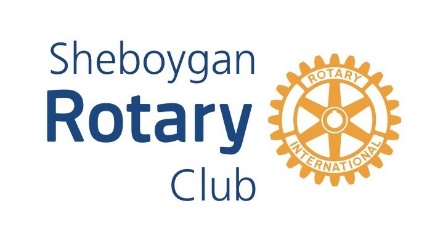 Sheboygan
Rotary
Club
ROTARY
INTERNATIONAL